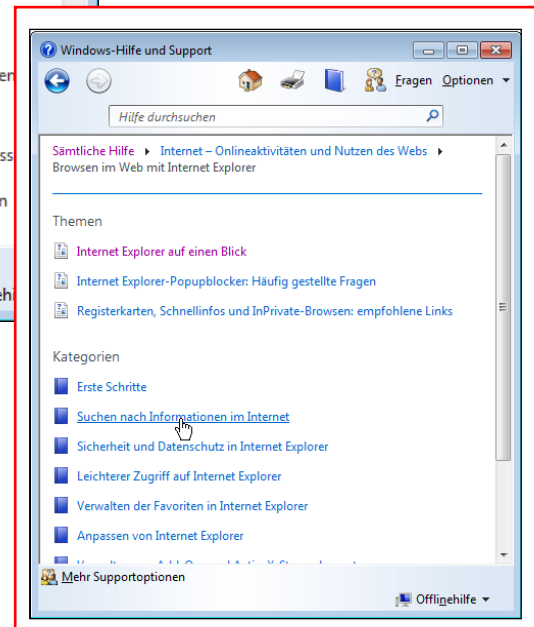 en
ss
n
Windows-Hilfe und Support
Fragen Optionen
Hilfe durchsuchen
Sämtliche Hilfe Internet – Onlineaktivitäten und Nutzen des Webs
Browsen im Web mit Internet Explorer
Themen
Internet Explorer auf einen Blick
Internet Explorer-Popupblocker: Häufig gestellte Fragen
Registerkarten, Schnellinfos und InPrivate-Browsen: empfohlene Links
Kategorien
Erste Schritte
Suchen nach Informationen im Internet
Sicherheit und Datenschutz in Internet Explorer
Leichterer Zugriff auf Internet Explorer
Verwalten der Favoriten in Internet Explorer
Anpassen von Internet Explorer
Mehr Supportoptionen
Offlinehilfe